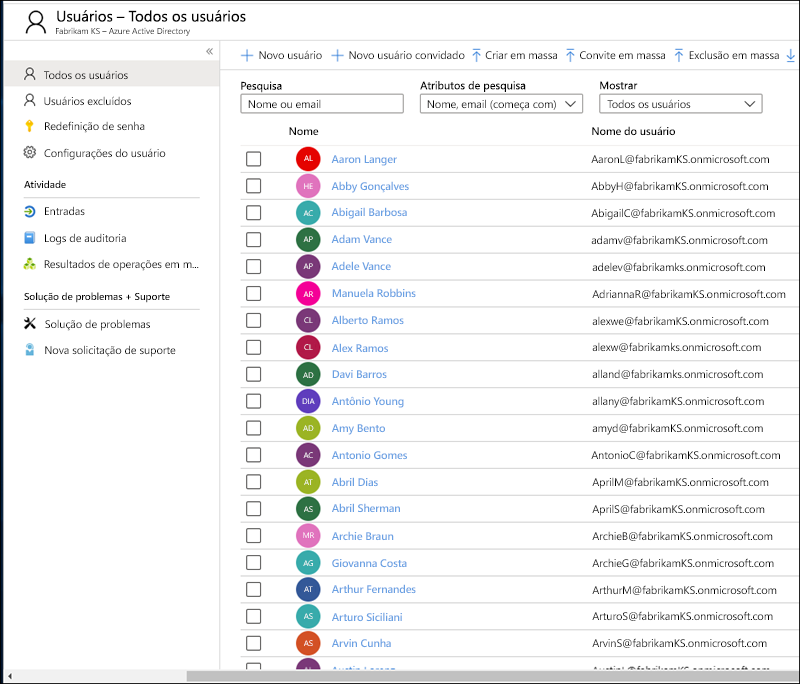 Usuários – Todos os usuários
Fabrikam KS – Azure Active Directory
«
Todos os usuários
Usuários excluídos
Redefinição de senha
Configurações do usuário
Atividade
Entradas
Logs de auditoria
Resultados de operações em m...
Solução de problemas + Suporte
Solução de problemas
Nova solicitação de suporte
Novo usuário Novo usuário convidado Criar em massa Convite em massa Exclusão em massa
Pesquisa Atributos de pesquisa Mostrar
Nome ou email Nome, email (começa com) Todos os usuários
Nome Nome do usuário
AL Aaron Langer AaronL@fabrikamKS.onmicrosoft.com
HE Abby Gonçalves AbbyH@fabrikamKS.onmicrosoft.com
AC Abigail Barbosa AbigailC@fabrikamKS.onmicrosoft.com
AP Adam Vance adamv@fabrikamKS.onmicrosoft.com
AP Adele Vance adelev@fabrikamks.onmicrosoft.com
AR Manuela Robbins AdriannaR@fabrikamKS.onmicrosoft.com
CL Alberto Ramos alexwe@fabrikamKS.onmicrosoft.com
CL Alex Ramos alexw@fabrikamks.onmicrosoft.com
AD Davi Barros alland@fabrikamks.onmicrosoft.com
DIA Antônio Young allany@fabrikamKS.onmicrosoft.com
AD Amy Bento amyd@fabrikamKS.onmicrosoft.com
AC Antonio Gomes AntonioC@fabrikamKS.onmicrosoft.com
AT Abril Dias AprilM@fabrikamKS.onmicrosoft.com
AS Abril Sherman AprilS@fabrikamKS.onmicrosoft.com
MR Archie Braun ArchieB@fabrikamKS.onmicrosoft.com
AG Giovanna Costa ArchieG@fabrikamKS.onmicrosoft.com
AT Arthur Fernandes ArthurM@fabrikamKS.onmicrosoft.com
AS Arturo Siciliani ArturoS@fabrikamKS.onmicrosoft.com
AS Arvin Cunha ArvinS@fabrikamKS.onmicrosoft.com